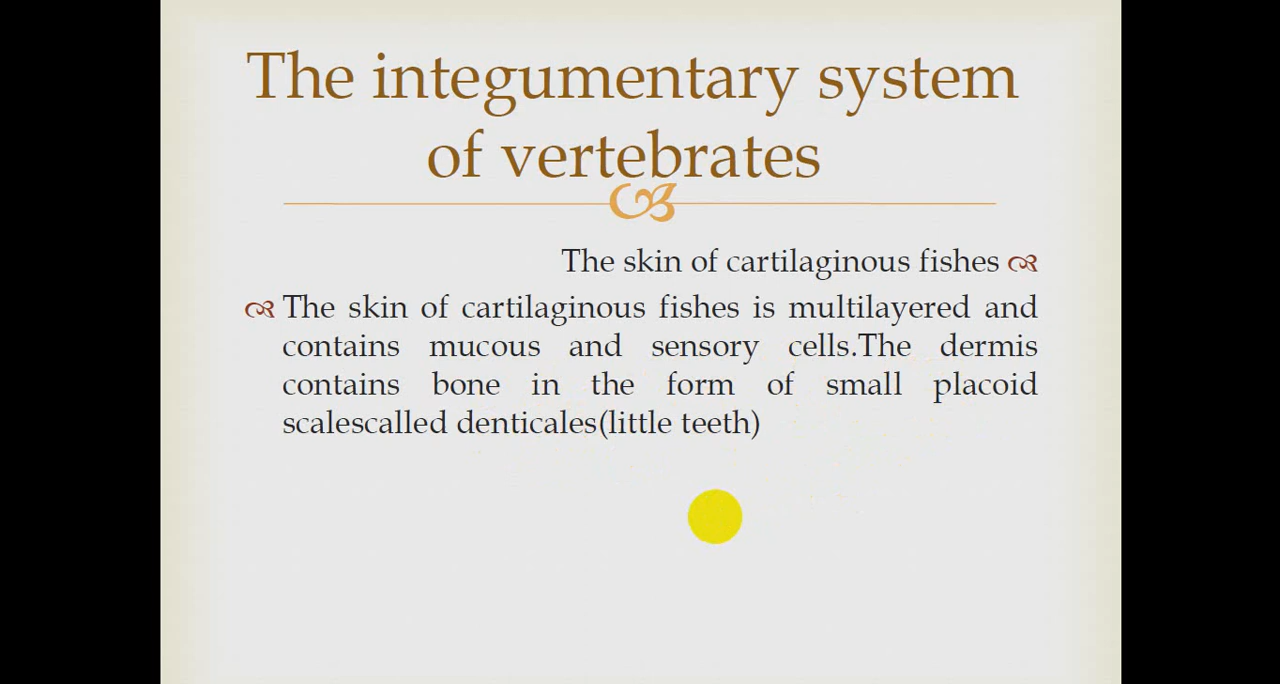 The integumentary system
of vertebrates
The skin of cartilaginous fishes
The skin of cartilaginous fishes is multilayered and
contains mucous and sensory cells.The dermis
contains bone in the form of small placoid
scalescalled denticales(little teeth)